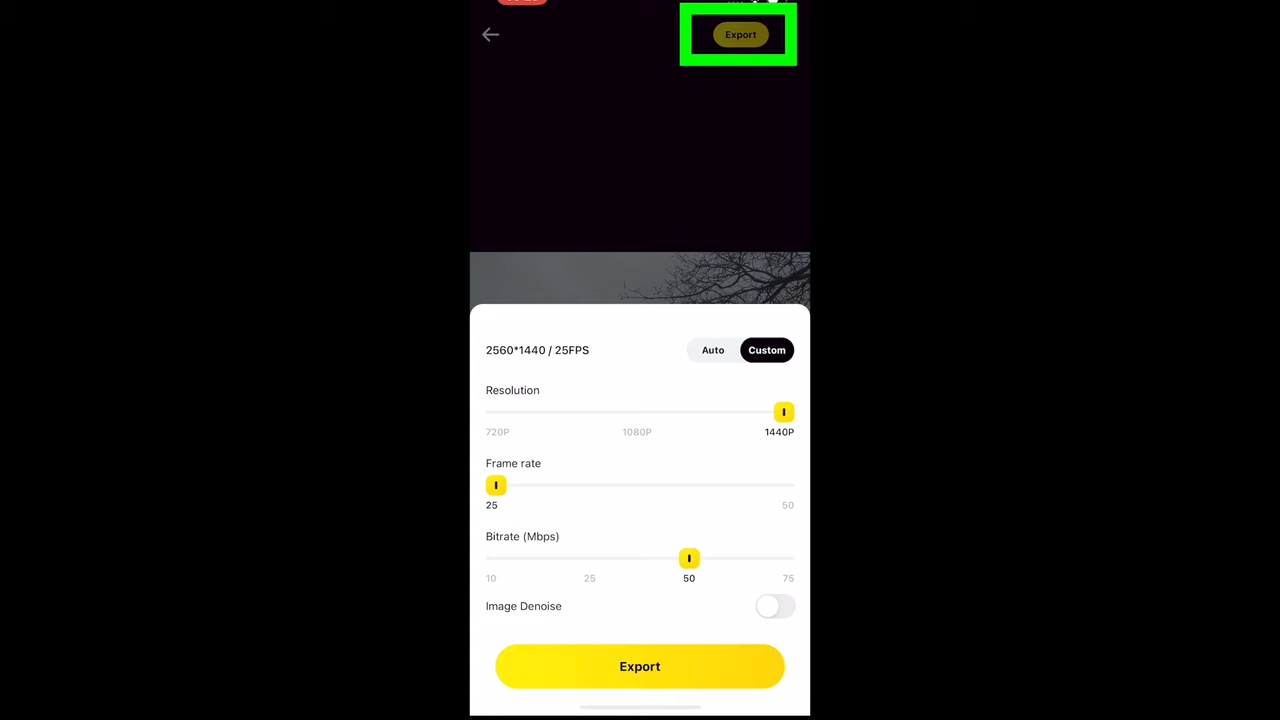 Export
2560*1440 / 25FPS
Auto
Custom
Resolution
720P
1080P
1440P
Frame rate
25
50
Bitrate (Mbps)
10
25
50
75
Image Denoise
Export